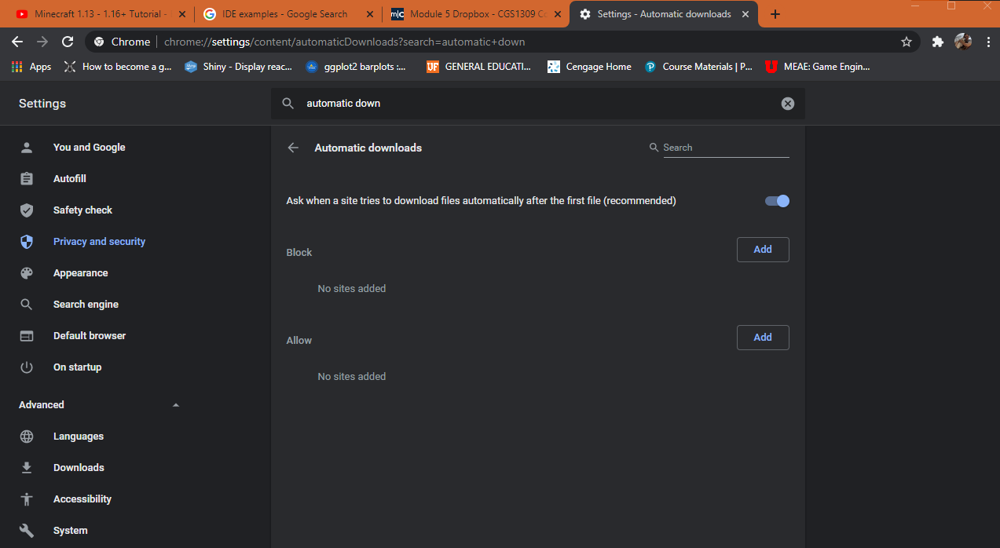 Minecraft 1.13 - 1.16+ Tutorial -
IDE examples - Google Search
m|c Module 5 Dropbox - CGS1309 Co
Settings - Automatic downloads
Chrome chrome://settings/content/automaticDownloads?search=automatic+down
Apps How to become a g... Shiny - Display reac... ggplot2 barplots :... UF GENERAL EDUCATI... Cengage Home P Course Materials | P... U MEAE: Game Engin...
Settings
automatic down
You and Google
Autofill
Safety check
Privacy and security
Appearance
Search engine
Default browser
On startup
Advanced
Languages
Downloads
Accessibility
System
Automatic downloads
Search
Ask when a site tries to download files automatically after the first file (recommended)
Block
Add
No sites added
Allow
Add
No sites added